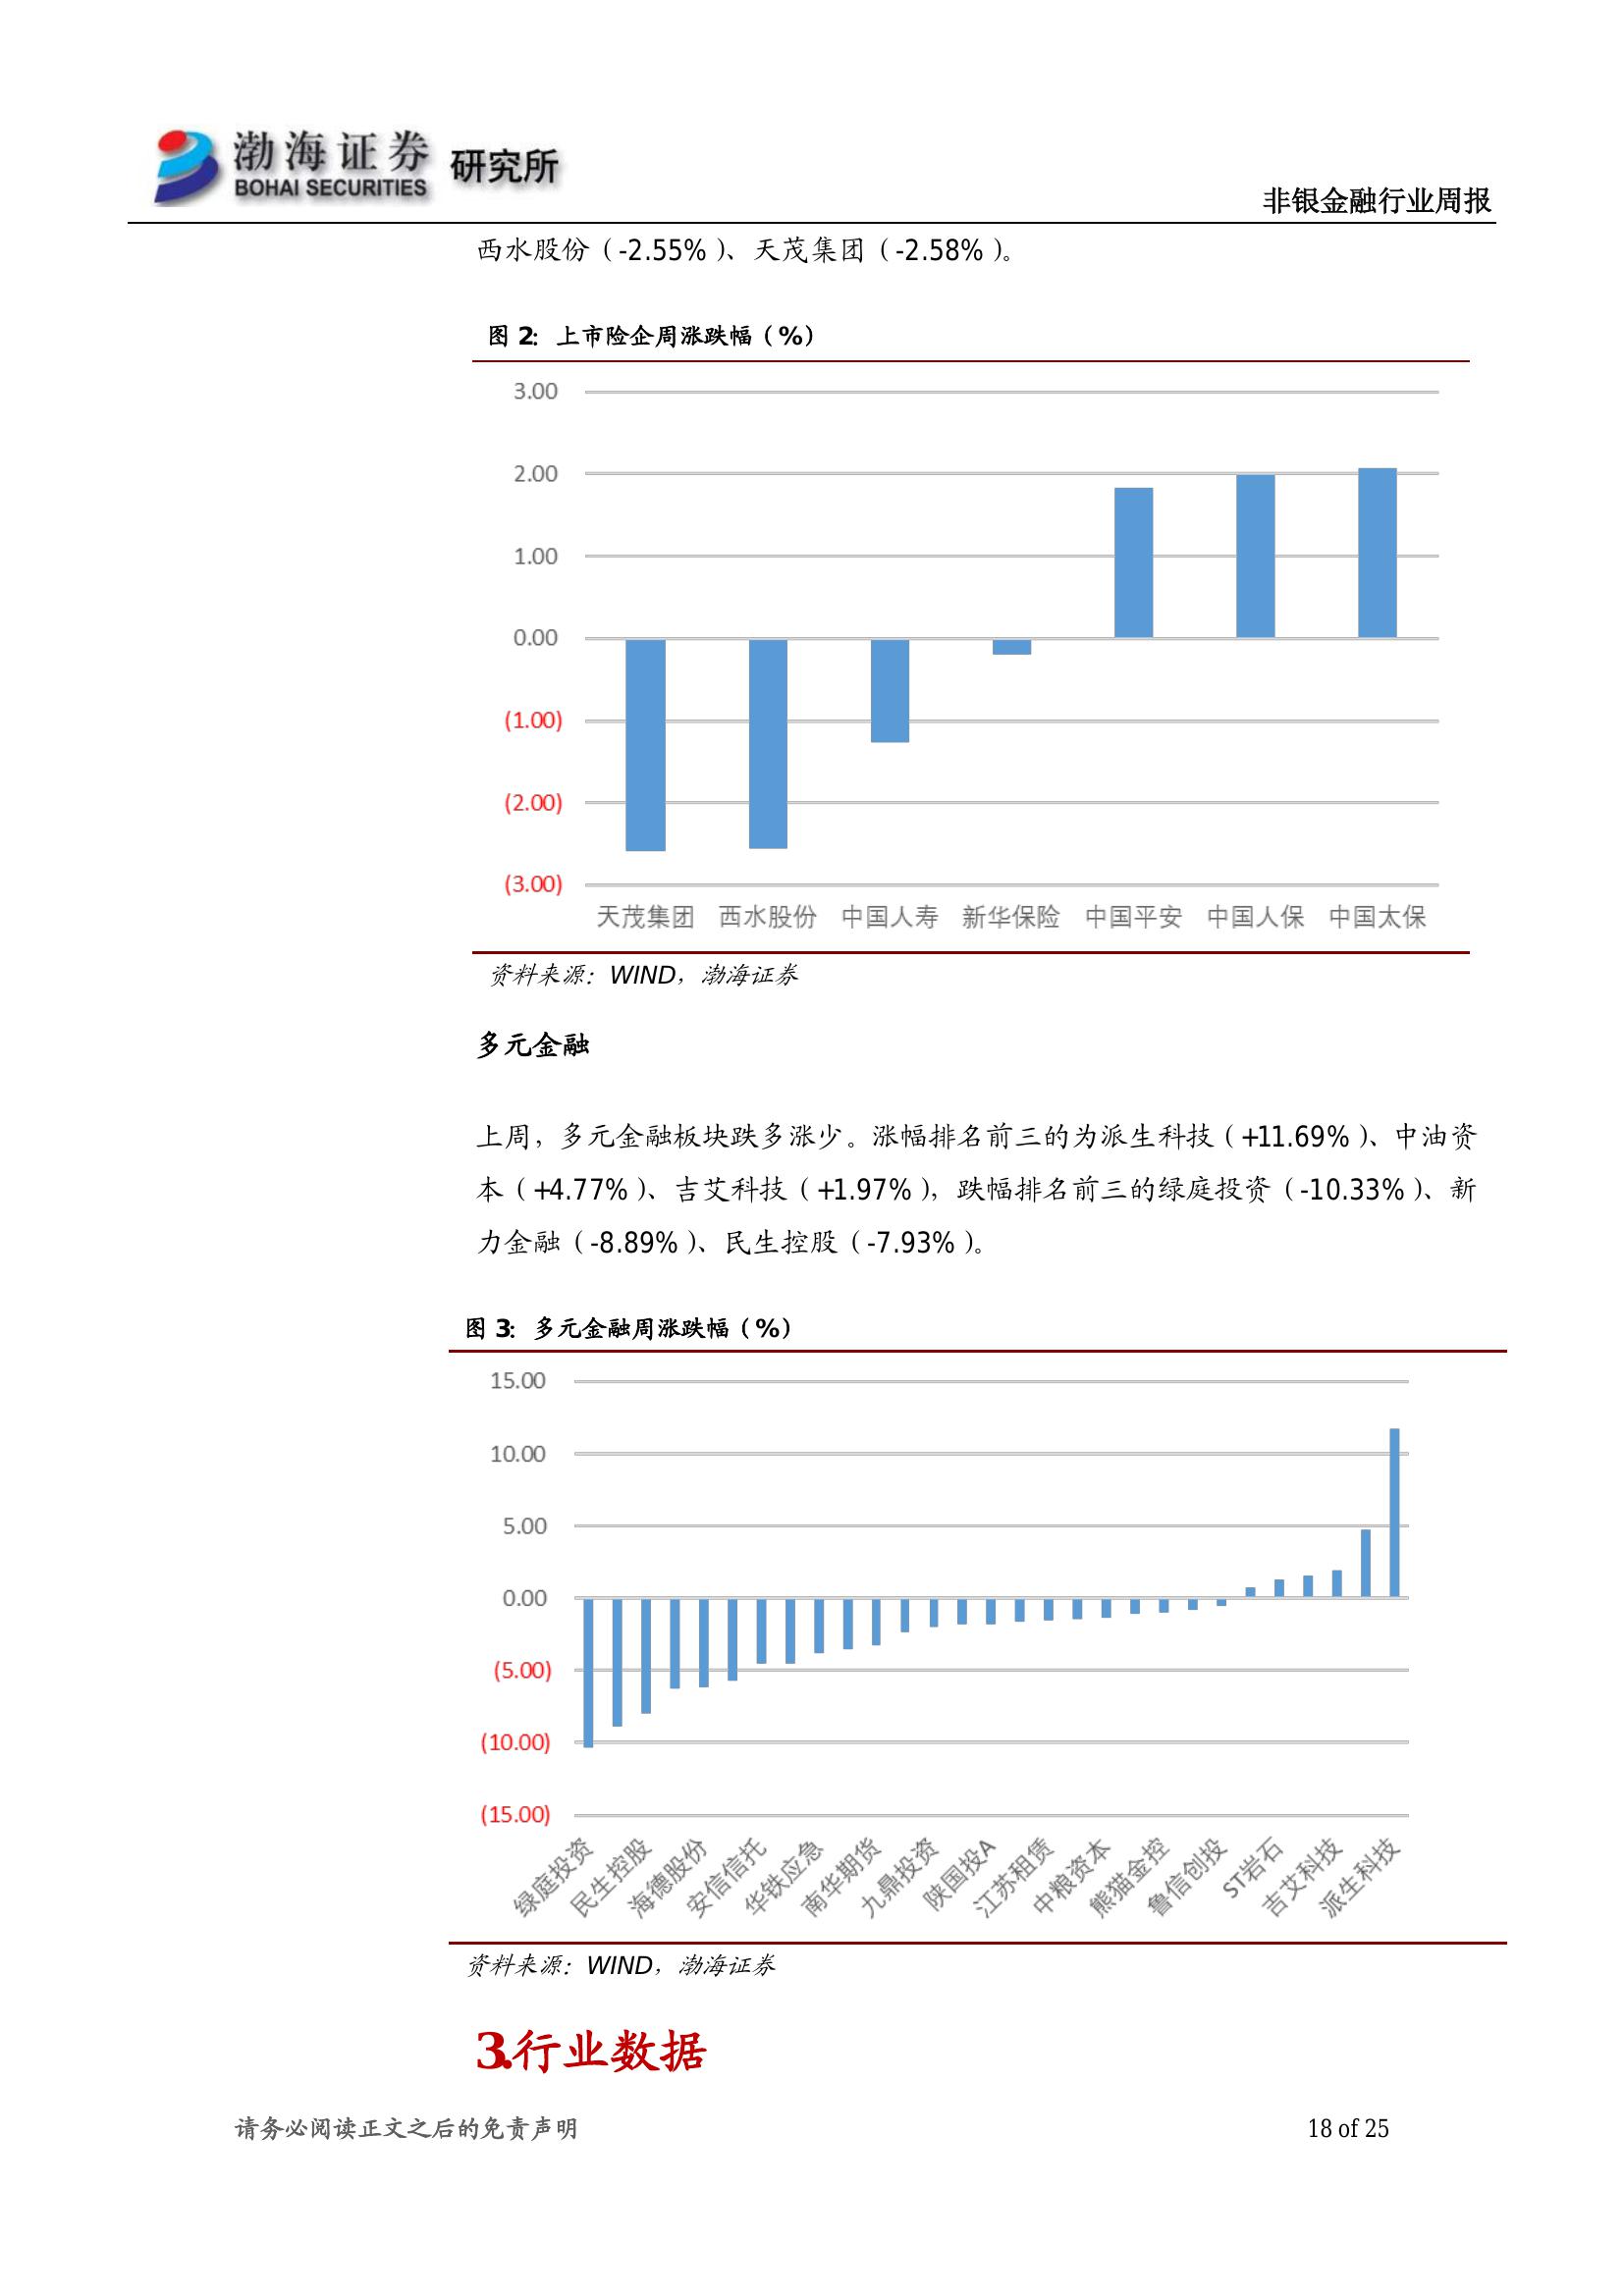 渤海证券 研究所
BOHAI SECURITIES
非银金融行业周报
西水股份（-2.55%）、天茂集团（-2.58%）。
图 2：上市险企周涨跌幅（%）
3.00
2.00
1.00
0.00
(1.00)
(2.00)
(3.00)
天茂集团 西水股份 中国人寿 新华保险 中国平安 中国人保 中国太保
资料来源：WIND，渤海证券
多元金融
上周，多元金融板块跌多涨少。涨幅排名前三的为派生科技（+11.69%）、中油资
本（+4.77%）、吉艾科技（+1.97%），跌幅排名前三的绿庭投资（-10.33%）、新
力金融（-8.89%）、民生控股（-7.93%）。
图 3：多元金融周涨跌幅（%）
15.00
10.00
5.00
0.00
(5.00)
(10.00)
(15.00)
绿庭投资 民生控股 海德股份 安信信托 华铁应急 南华期货 九鼎投资 陕国投A 江苏租赁 中粮资本 熊猫金控 鲁信创投 ST岩石 吉艾科技 派生科技
资料来源：WIND，渤海证券
3.行业数据
请务必阅读正文之后的免责声明 18 of 25